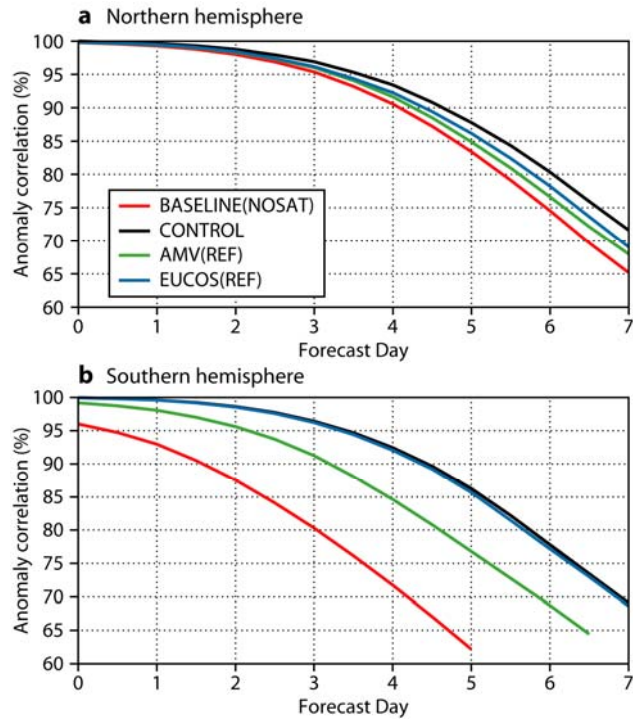 a Northern hemisphere
100
95
90
85
80
75
70
65
60
Anomaly correlation (%)
BASELINE(NOSAT)
CONTROL
AMV(REF)
EUCOS(REF)
0 1 2 3 4 5 6 7
Forecast Day
b Southern hemisphere
100
95
90
85
80
75
70
65
60
Anomaly correlation (%)
0 1 2 3 4 5 6 7
Forecast Day